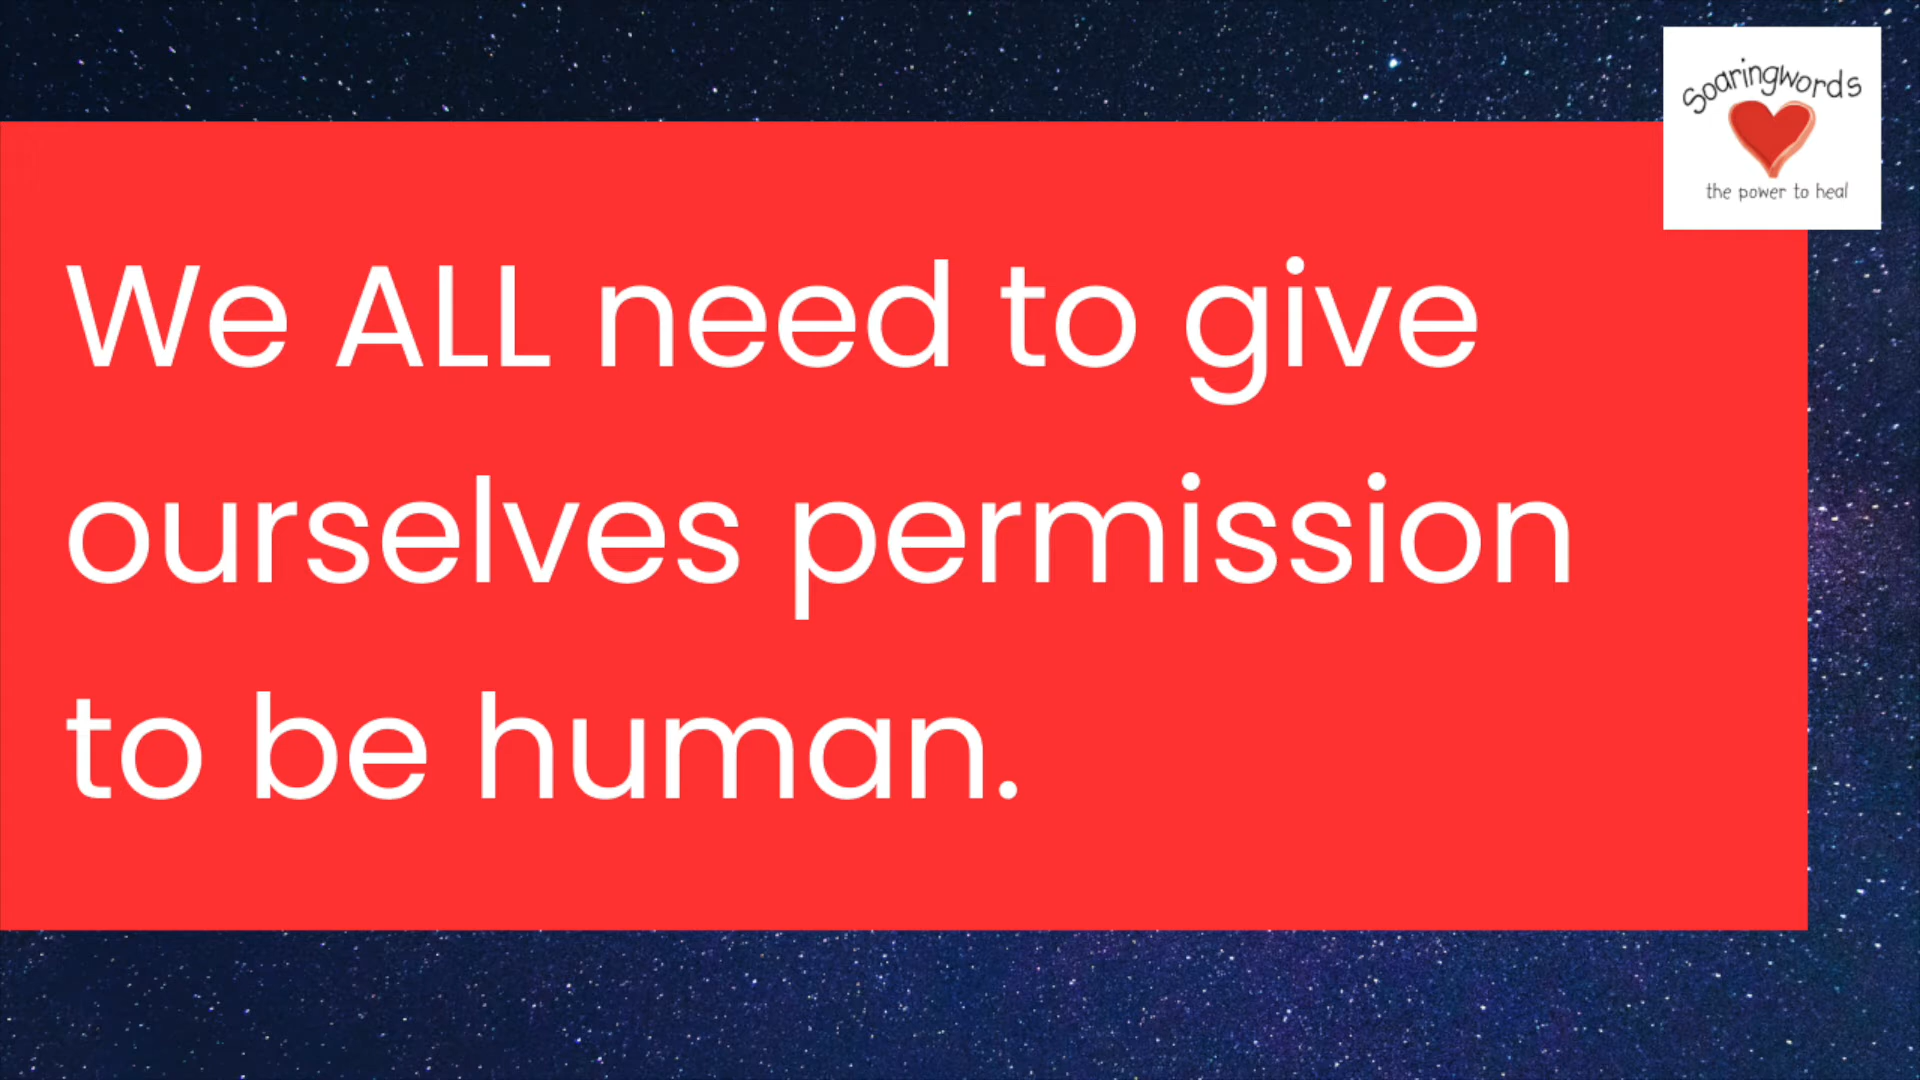 Soaringwords
the power to heal
We ALL need to give
ourselves permission
to be human.